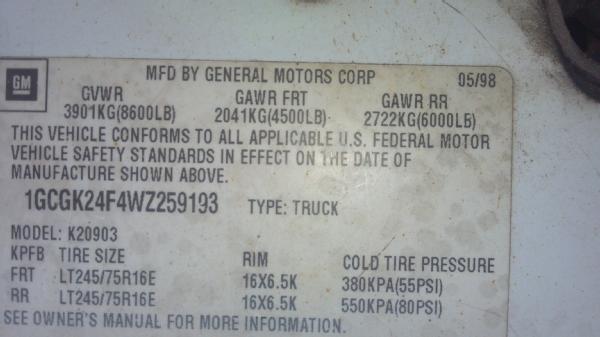 GM
MFD BY GENERAL MOTORS CORP 05/98
GVWR GAWR FRT GAWR RR
3901KG(8600LB) 2041KG(4500LB) 2722KG(6000LB)
THIS VEHICLE CONFORMS TO ALL APPLICABLE U.S. FEDERAL MOTOR
VEHICLE SAFETY STANDARDS IN EFFECT ON THE DATE OF
MANUFACTURE SHOWN ABOVE.
1GCGK24F4WZ259193 TYPE: TRUCK
MODEL: K20903
KPFB TIRE SIZE RIM COLD TIRE PRESSURE
FRT LT245/75R16E 16X6.5K 380KPA(55PSI)
RR LT245/75R16E 16X6.5K 550KPA(80PSI)
SEE OWNER'S MANUAL FOR MORE INFORMATION.